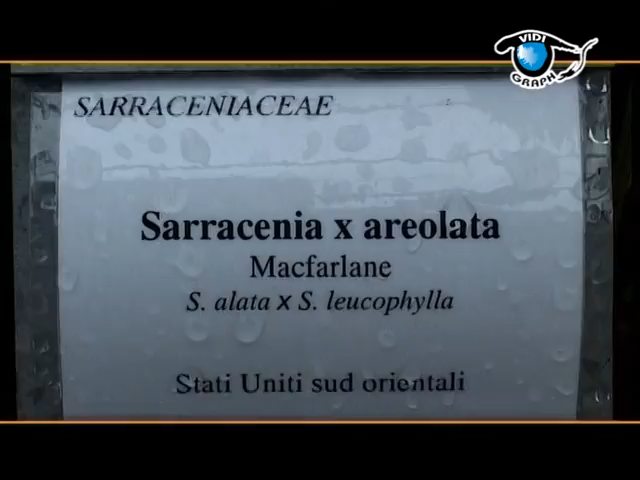 VIDI
GRAPH
SARRACENIACEAE
Sarracenia x areolata
Macfarlane
S. alata x S. leucophylla
Stati Uniti sud orientali